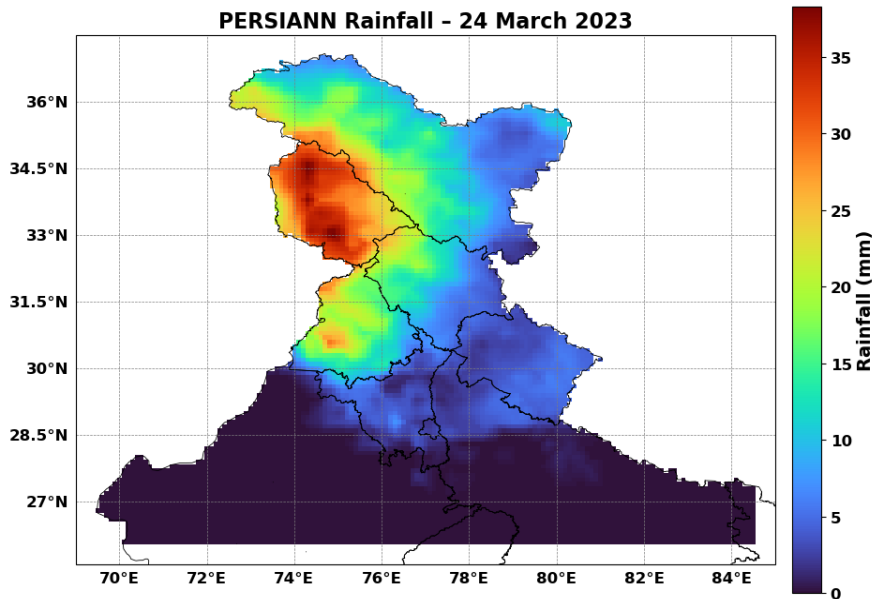 PERSIANN Rainfall – 24 March 2023
36°N
34.5°N
33°N
31.5°N
30°N
28.5°N
27°N
70°E 72°E 74°E 76°E 78°E 80°E 82°E 84°E
35
30
25
20
15
10
5
0
Rainfall (mm)